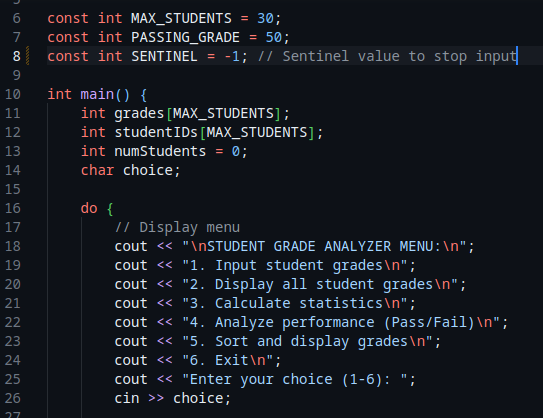 6 const int MAX_STUDENTS = 30;
7 const int PASSING_GRADE = 50;
8 const int SENTINEL = -1; // Sentinel value to stop input
9
10 int main() {
11     int grades[MAX_STUDENTS];
12     int studentIDs[MAX_STUDENTS];
13     int numStudents = 0;
14     char choice;
15
16     do {
17         // Display menu
18         cout << "\nSTUDENT GRADE ANALYZER MENU:\n";
19         cout << "1. Input student grades\n";
20         cout << "2. Display all student grades\n";
21         cout << "3. Calculate statistics\n";
22         cout << "4. Analyze performance (Pass/Fail)\n";
23         cout << "5. Sort and display grades\n";
24         cout << "6. Exit\n";
25         cout << "Enter your choice (1-6): ";
26         cin >> choice;
27